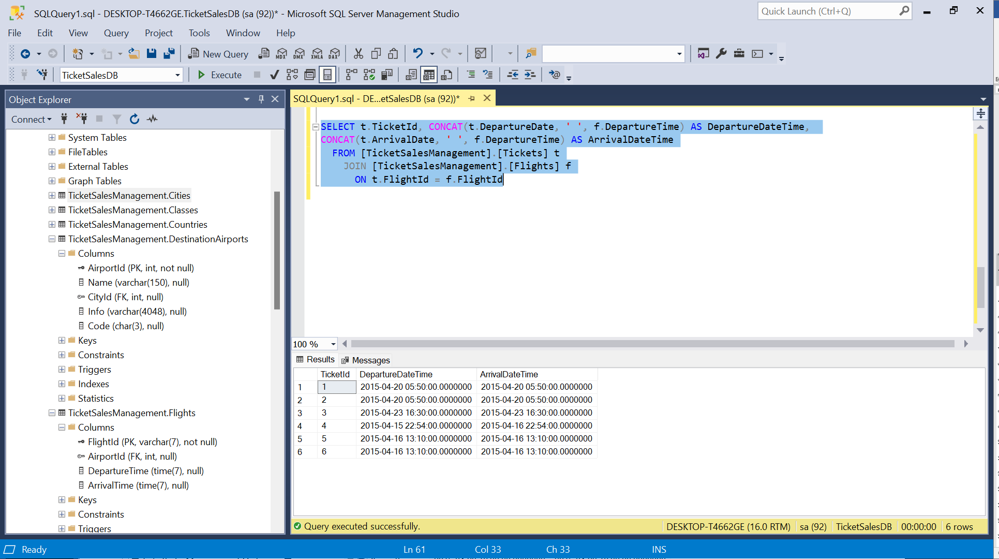 SQLQuery1.sql - DESKTOP-T4662GE.TicketSalesDB (sa (92))* - Microsoft SQL Server Management Studio
Quick Launch (Ctrl+Q)
File Edit View Query Project Tools Window Help
New Query MDX DMX XMLA DAX
TicketSalesDB Execute
Object Explorer
Connect
System Tables
FileTables
External Tables
Graph Tables
TicketSalesManagement.Cities
TicketSalesManagement.Classes
TicketSalesManagement.Countries
TicketSalesManagement.DestinationAirports
Columns
AirportId (PK, int, not null)
Name (varchar(150), null)
CityId (FK, int, null)
Info (varchar(4048), null)
Code (char(3), null)
Keys
Constraints
Triggers
Indexes
Statistics
TicketSalesManagement.Flights
Columns
FlightId (PK, varchar(7), not null)
AirportId (FK, int, null)
DepartureTime (time(7), null)
ArrivalTime (time(7), null)
Keys
Constraints
Triggers
SQLQuery1.sql - DE...etSalesDB (sa (92))*
SELECT t.TicketId, CONCAT(t.DepartureDate, ' ', f.DepartureTime) AS DepartureDateTime,
CONCAT(t.ArrivalDate, ' ', f.DepartureTime) AS ArrivalDateTime
FROM [TicketSalesManagement].[Tickets] t
JOIN [TicketSalesManagement].[Flights] f
ON t.FlightId = f.FlightId
100 %
Results Messages
TicketId DepartureDateTime ArrivalDateTime
1 1 2015-04-20 05:50:00.0000000 2015-04-20 05:50:00.0000000
2 2 2015-04-20 05:50:00.0000000 2015-04-20 05:50:00.0000000
3 3 2015-04-23 16:30:00.0000000 2015-04-23 16:30:00.0000000
4 4 2015-04-15 22:54:00.0000000 2015-04-16 22:54:00.0000000
5 5 2015-04-16 13:10:00.0000000 2015-04-16 13:10:00.0000000
6 6 2015-04-16 13:10:00.0000000 2015-04-16 13:10:00.0000000
Query executed successfully. DESKTOP-T4662GE (16.0 RTM) sa (92) TicketSalesDB 00:00:00 6 rows
Ready Ln 61 Col 33 Ch 33 INS